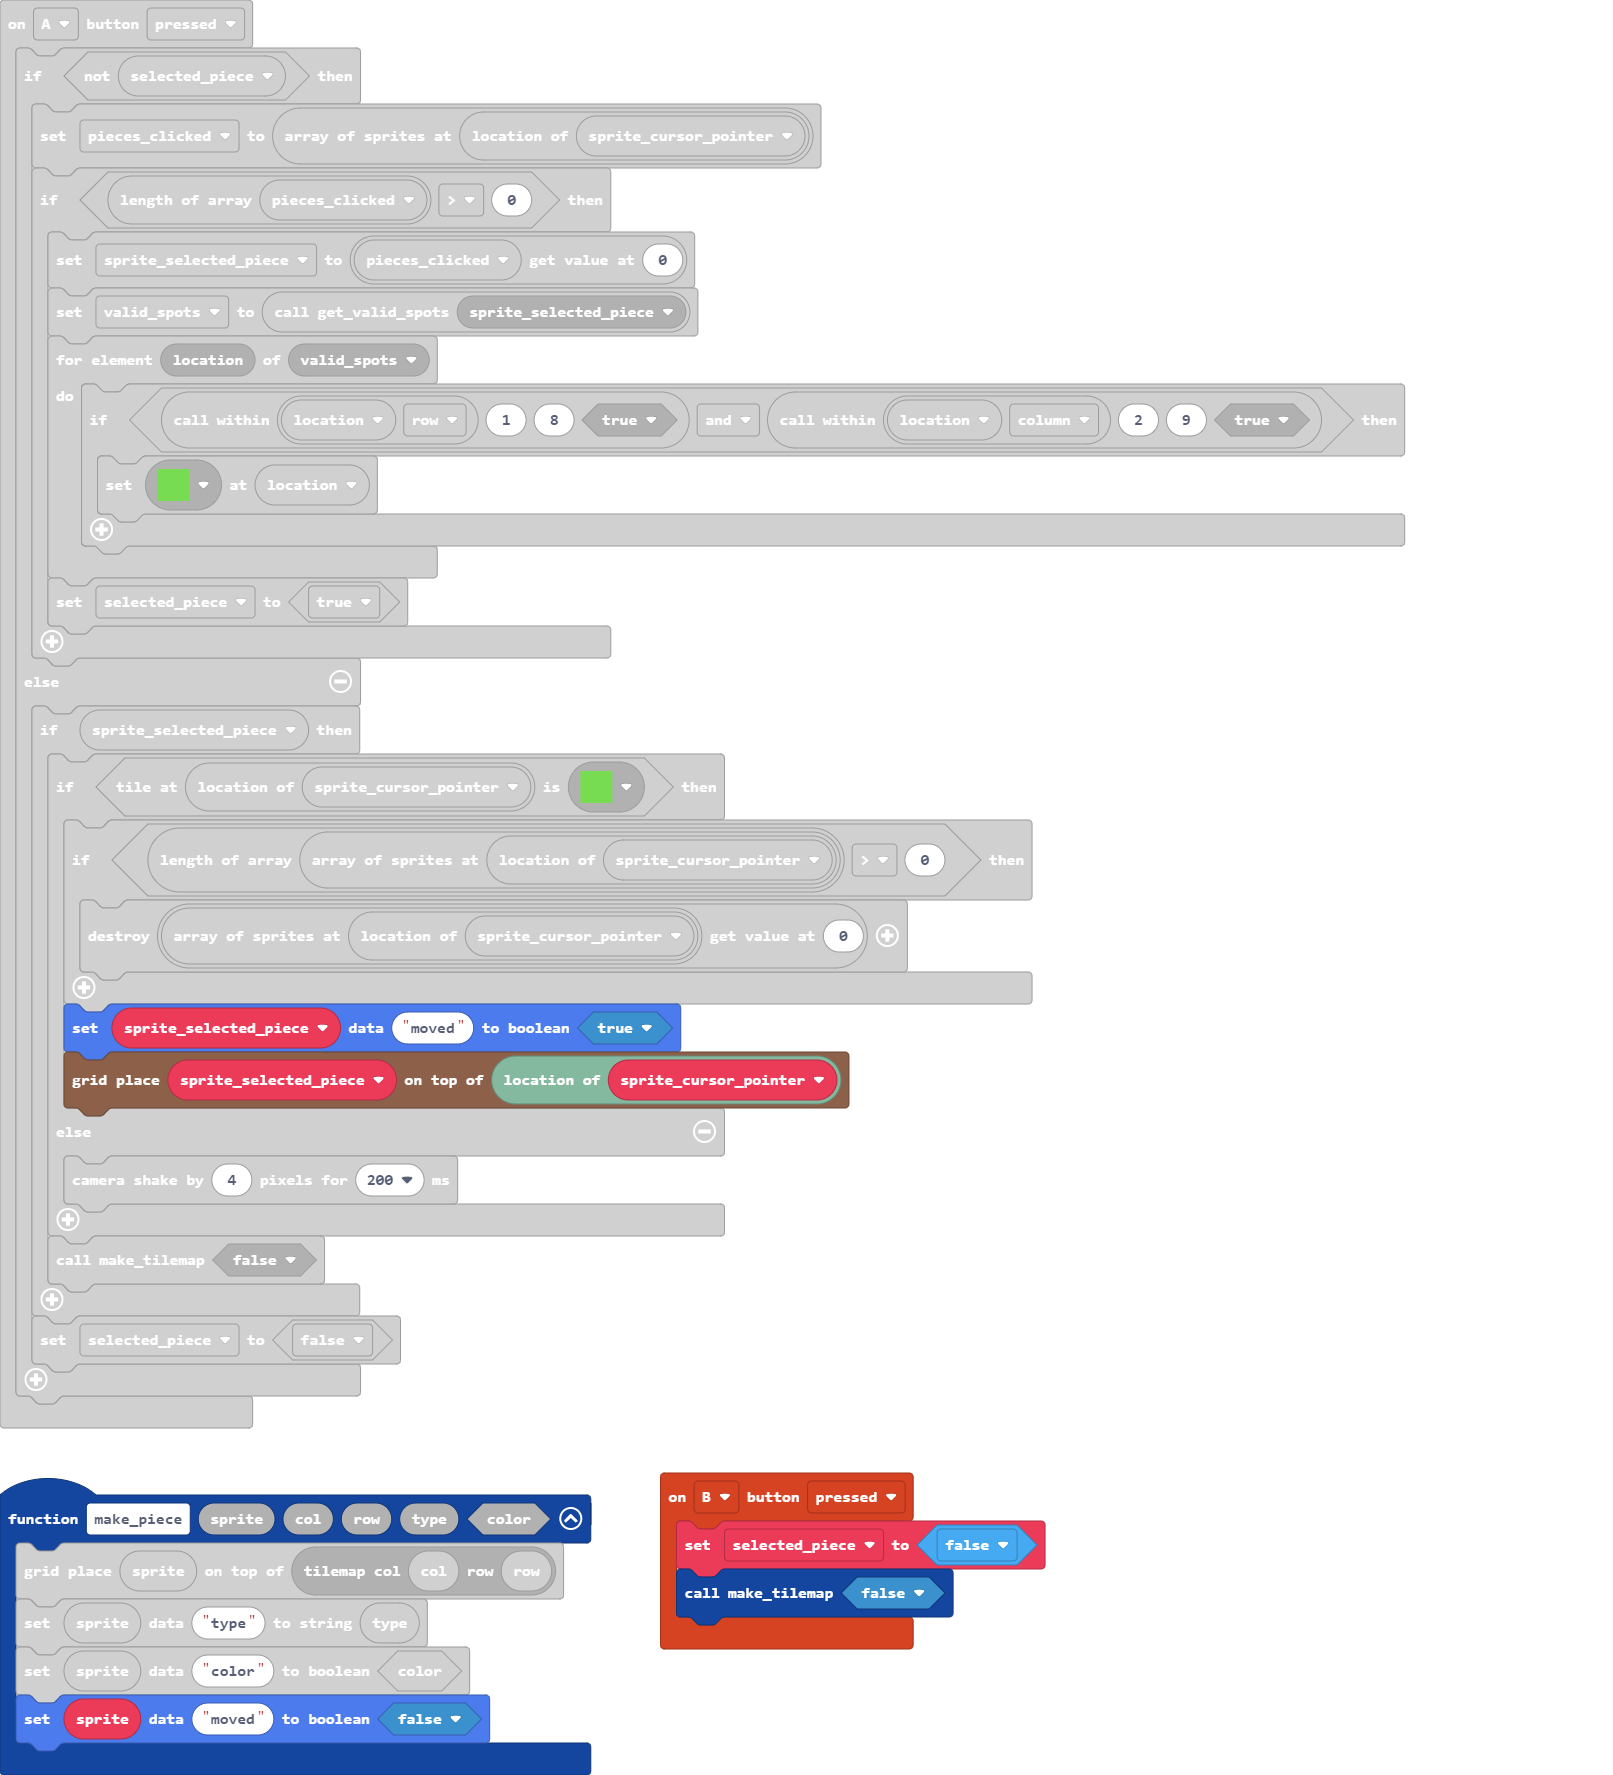 on A button pressed
if not selected_piece then
set pieces_clicked to array of sprites at location of sprite_cursor_pointer
if length of array pieces_clicked > 0 then
set sprite_selected_piece to pieces_clicked get value at 0
set valid_spots to call get_valid_spots sprite_selected_piece
for element location of valid_spots
do
if call within location row 1 8 true and call within location column 2 9 true then
set at location
set selected_piece to true
else
if sprite_selected_piece then
if tile at location of sprite_cursor_pointer is then
if length of array array of sprites at location of sprite_cursor_pointer > 0 then
destroy array of sprites at location of sprite_cursor_pointer get value at 0
set sprite_selected_piece data "moved" to boolean true
grid place sprite_selected_piece on top of location of sprite_cursor_pointer
else
camera shake by 4 pixels for 200 ms
call make_tilemap false
set selected_piece to false
function make_piece sprite col row type color
grid place sprite on top of tilemap col col row row
set sprite data "type" to string type
set sprite data "color" to boolean color
set sprite data "moved" to boolean false
on B button pressed
set selected_piece to false
call make_tilemap false